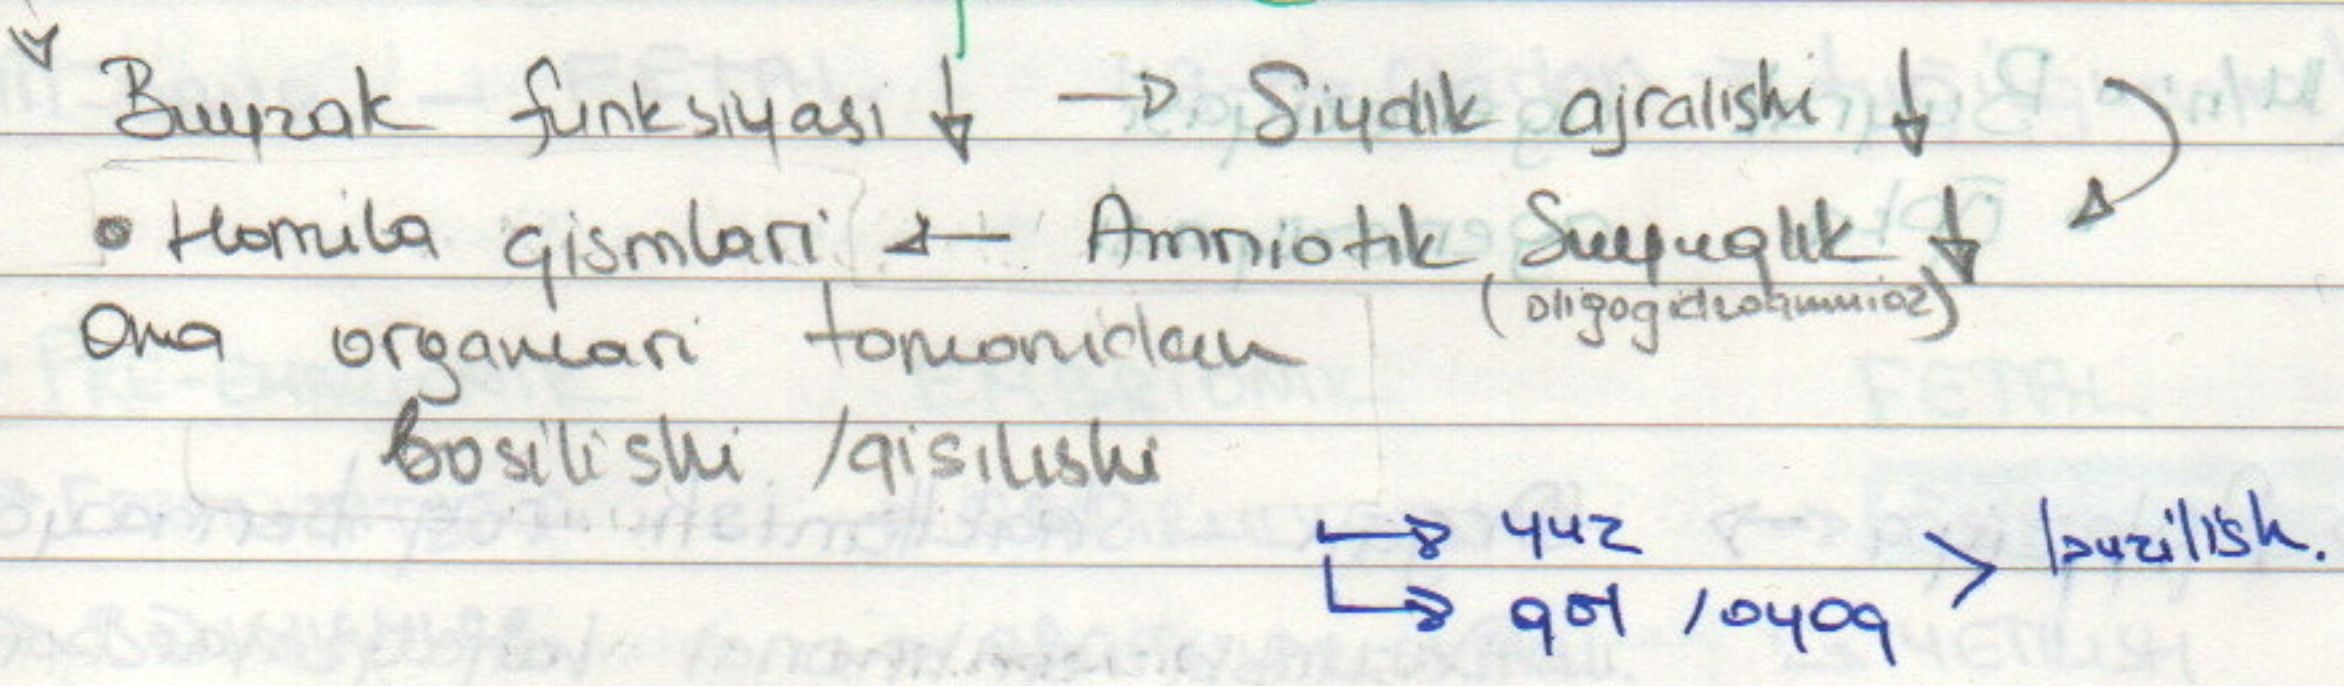 Buyrak funksiyasi ↓ → Siydik ajralishi ↓
• Homila qismlari ← Amniotik Suyuqlik ↓
(oligogidroamnioz)
Ona organlari tomonidan
bosilishi /qisilishi
→ yuz > buzilish.
→ qo'l /oyoq